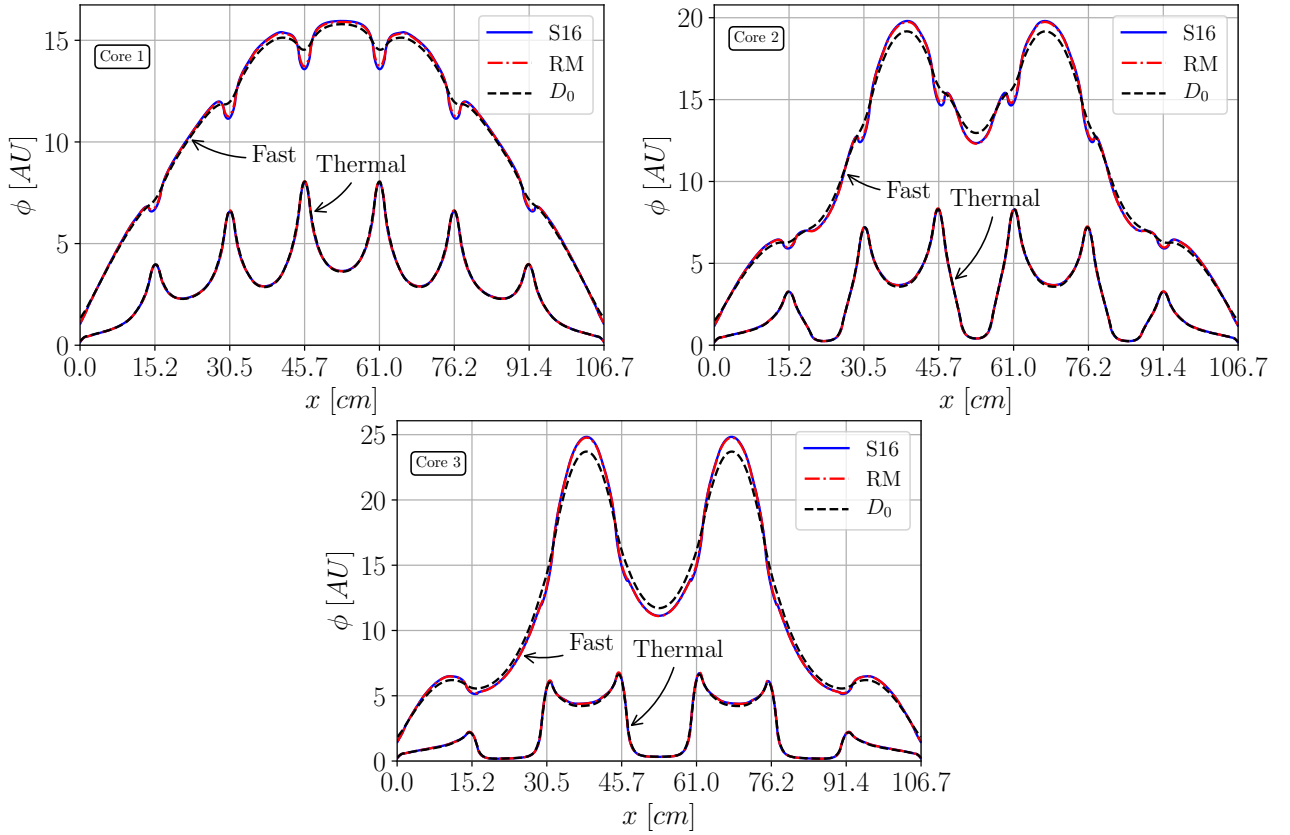 Core 1
S16
RM
D₀
Fast
Thermal
ϕ [AU]
15
10
5
0
0.0 15.2 30.5 45.7 61.0 76.2 91.4 106.7
x [cm]
Core 2
S16
RM
D₀
Fast
Thermal
ϕ [AU]
20
15
10
5
0
0.0 15.2 30.5 45.7 61.0 76.2 91.4 106.7
x [cm]
Core 3
S16
RM
D₀
Fast
Thermal
ϕ [AU]
25
20
15
10
5
0
0.0 15.2 30.5 45.7 61.0 76.2 91.4 106.7
x [cm]